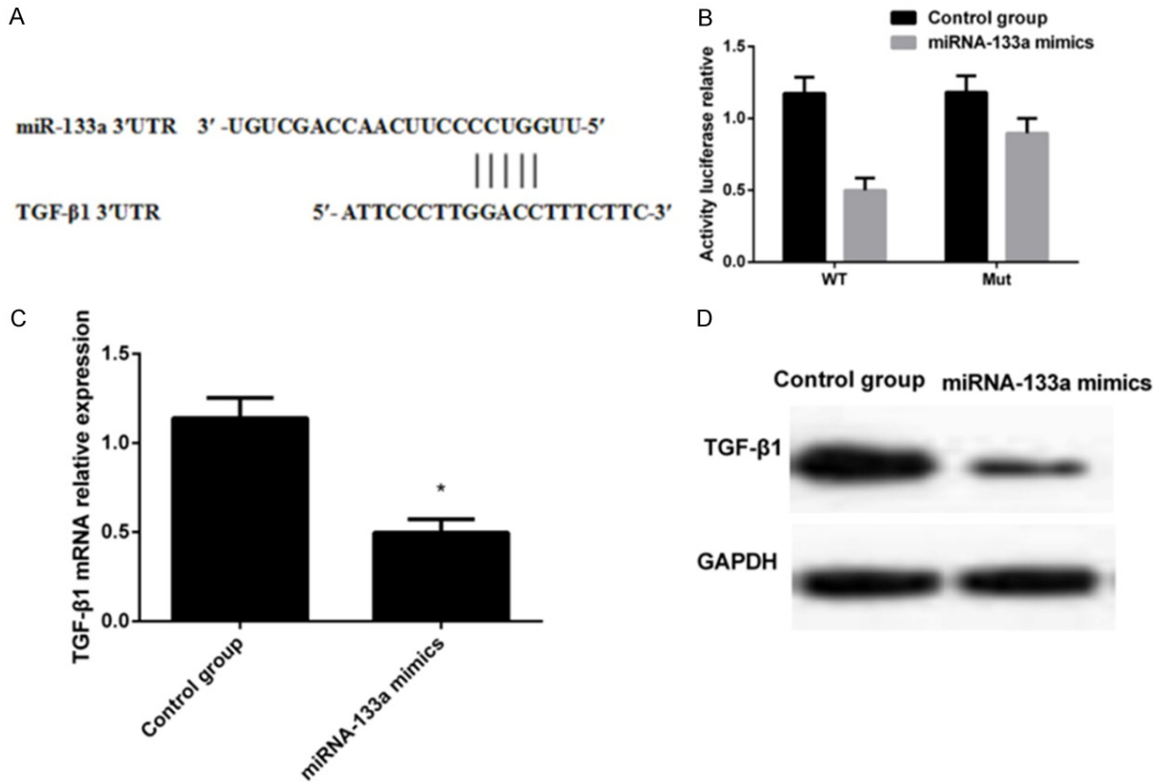 A
miR-133a 3′UTR 3′ -UGUCGACCAACUUCCCCUGGUU-5′
TGF-β1 3′UTR 5′- ATTCCCTTGGACCTTTCTTC-3′
B
Control group
miRNA-133a mimics
Activity luciferase relative
1.5
1.0
0.5
0.0
WT Mut
C
TGF-β1 mRNA relative expression
1.5
1.0
0.5
0.0
*
Control group
miRNA-133a mimics
D
Control group miRNA-133a mimics
TGF-β1
GAPDH